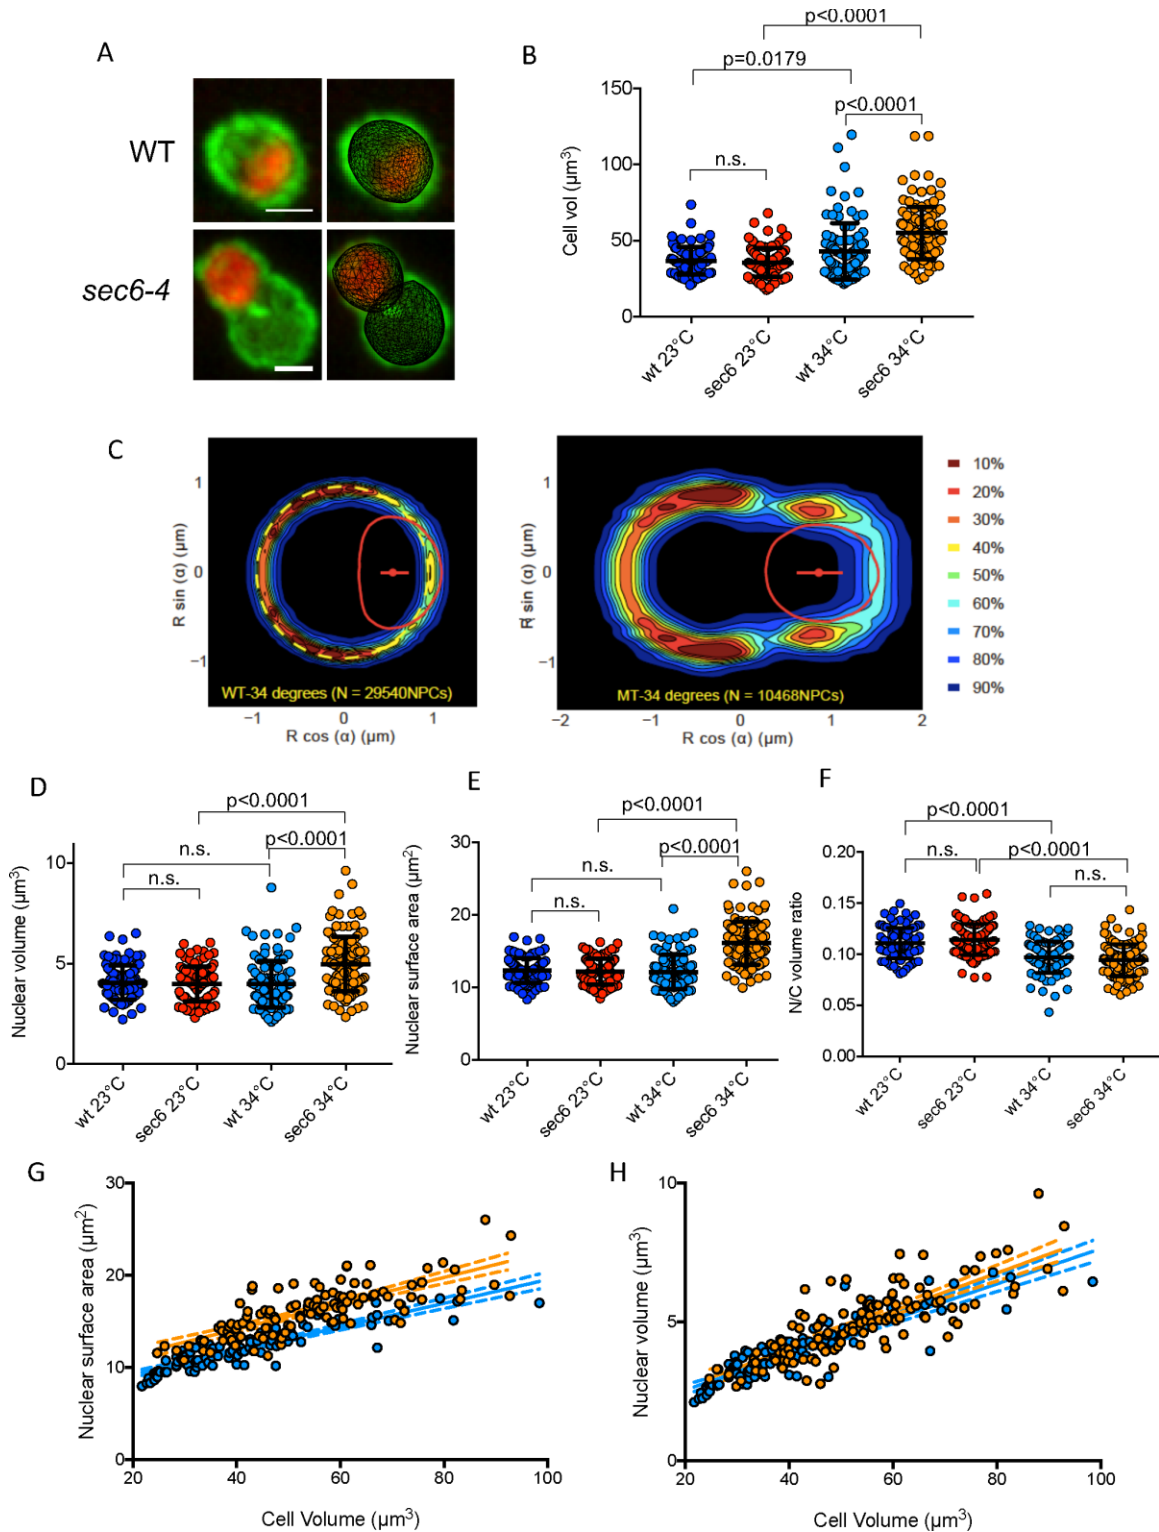 A
WT
sec6-4
B
p<0.0001
p=0.0179
p<0.0001
n.s.
Cell vol (µm³)
150
100
50
0
wt 23°C
sec6 23°C
wt 34°C
sec6 34°C
C
R sin (α) (µm)
1
0
−1
WT-34 degrees (N = 29540NPCs)
−1 0 1
R cos (α) (µm)
R sin (α) (µm)
1
0
−1
MT-34 degrees (N = 10468NPCs)
−2 −1 0 1 2
R cos (α) (µm)
10%
20%
30%
40%
50%
60%
70%
80%
90%
D
p<0.0001
n.s.
p<0.0001
n.s.
Nuclear volume (µm³)
10
5
0
wt 23°C
sec6 23°C
wt 34°C
sec6 34°C
E
p<0.0001
n.s.
p<0.0001
n.s.
Nuclear surface area (µm²)
30
20
10
0
wt 23°C
sec6 23°C
wt 34°C
sec6 34°C
F
p<0.0001
n.s.
p<0.0001
n.s.
N/C volume ratio
0.20
0.15
0.10
0.05
0.00
wt 23°C
sec6 23°C
wt 34°C
sec6 34°C
G
Nuclear surface area (µm²)
30
20
10
0
20 40 60 80 100
Cell Volume (µm³)
H
Nuclear volume (µm³)
10
5
0
20 40 60 80 100
Cell Volume (µm³)